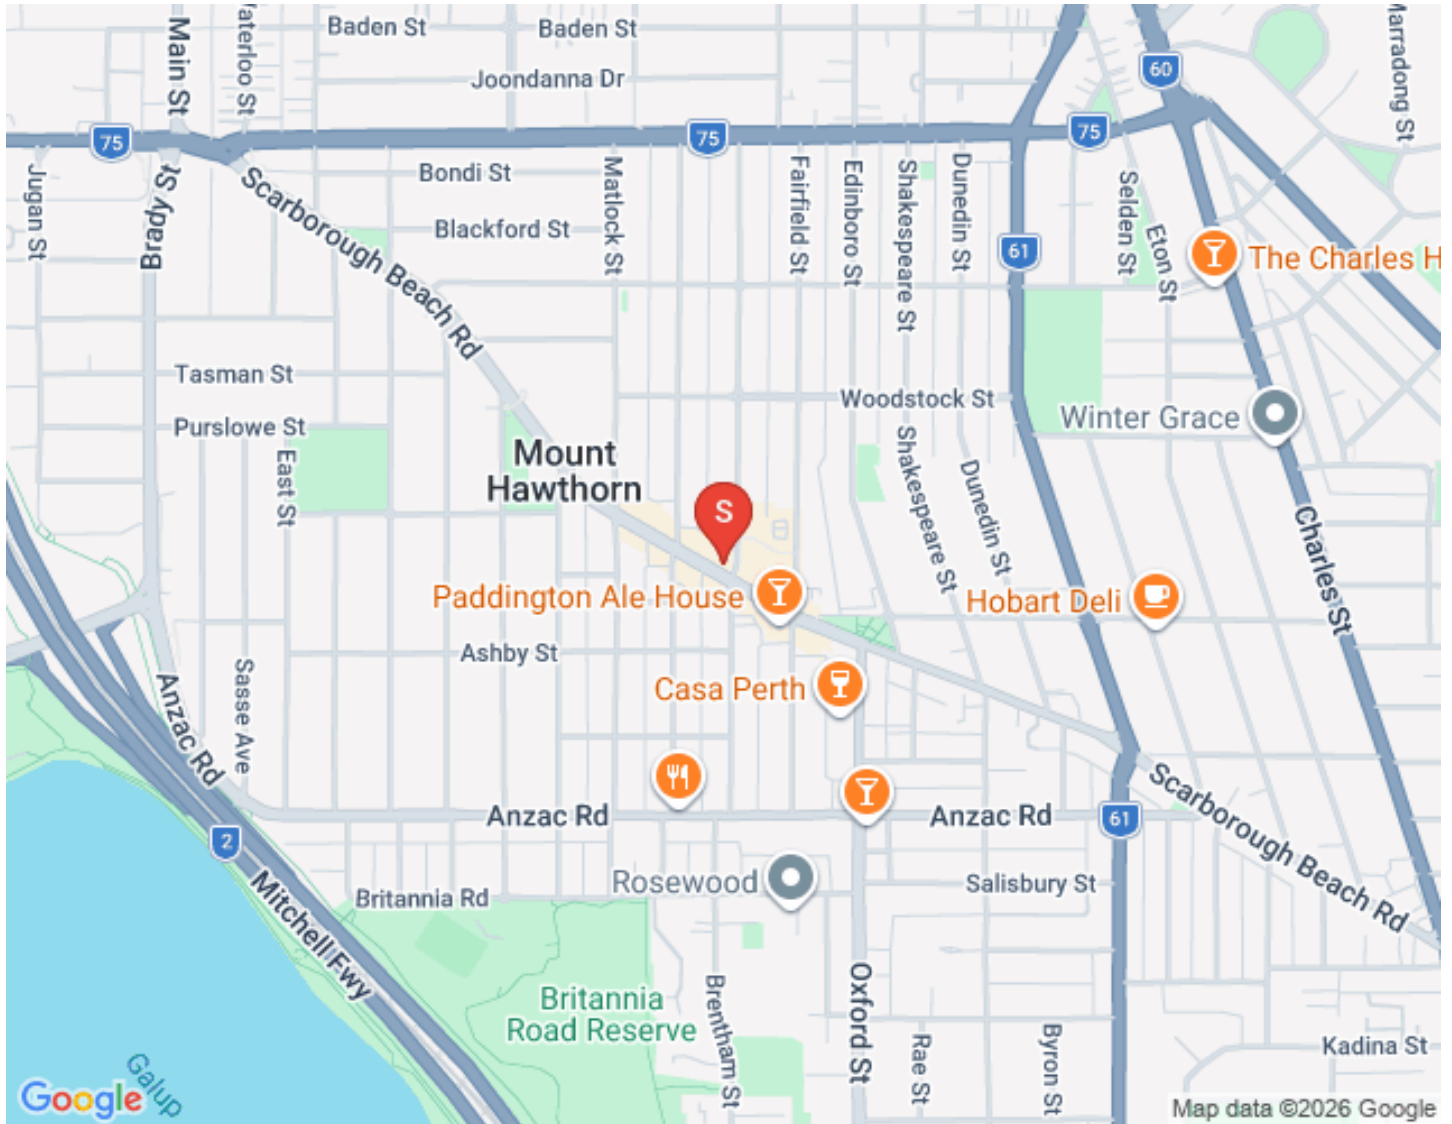 Main St
Waterloo St
Baden St
Baden St
Joondanna Dr
60
Marradong St
75
75
75
Jugan St
Brady St
Scarborough Beach Rd
Bondi St
Blackford St
Matlock St
Fairfield St
Edinboro St
Shakespeare St
Dunedin St
61
Selden St
Eton St
The Charles H
Tasman St
Purslowe St
East St
Woodstock St
Winter Grace
Mount
Hawthorn
S
Shakespeare St
Dunedin St
Charles St
Paddington Ale House
Hobart Deli
Ashby St
Casa Perth
Sasse Ave
Anzac Rd
Anzac Rd
Anzac Rd
61
Scarborough Beach Rd
2
Mitchell Fwy
Britannia Rd
Rosewood
Salisbury St
Britannia
Road Reserve
Brentham St
Oxford St
Rae St
Byron St
Kadina St
Galup
Google
Map data ©2026 Google